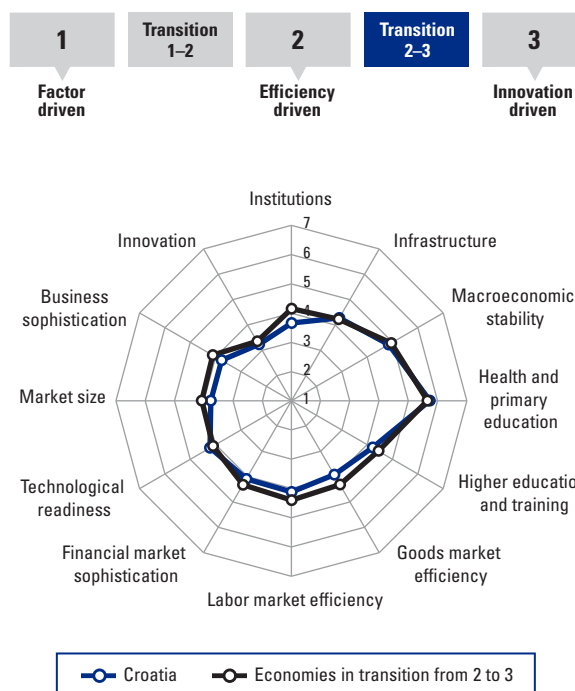 1
Transition
1–2
2
Transition
2–3
3
Factor
driven
Efficiency
driven
Innovation
driven
Institutions
Innovation
Infrastructure
Business
sophistication
Macroeconomic
stability
Market size
Health and
primary
education
Technological
readiness
Higher educatio
and training
Financial market
sophistication
Goods market
efficiency
Labor market efficiency
7
6
5
4
3
2
1
Croatia
Economies in transition from 2 to 3